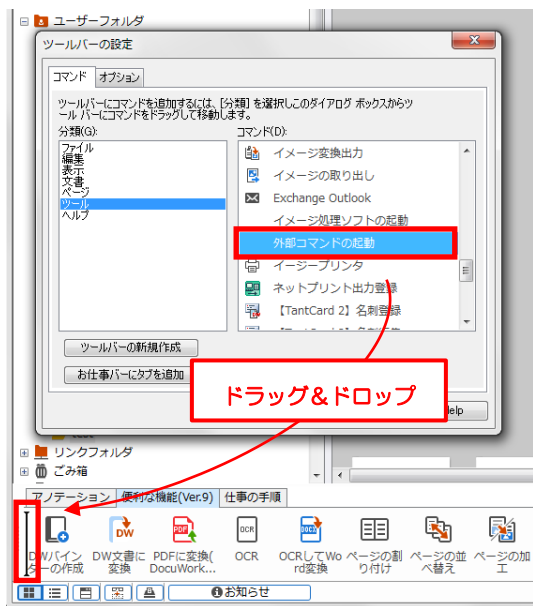 ユーザーフォルダ
ツールバーの設定
コマンド オプション
ツールバーにコマンドを追加するには、[分類] を選択しこのダイアログ ボックスからツ
ール バーにコマンドをドラッグして移動します。
分類(G):
コマンド(D):
ファイル
編集
表示
文書
ページ
ツール
ヘルプ
イメージ変換出力
イメージの取り出し
Exchange Outlook
イメージ処理ソフトの起動
外部コマンドの起動
イージープリンタ
ネットプリント出力登録
【TantCard 2】名刺登録
ツールバーの新規作成
お仕事バーにタブを追加
ドラッグ&ドロップ
elp
リンクフォルダ
ごみ箱
アノテーション 便利な機能(Ver.9) 仕事の手順
DWバイン
ダーの作成
DW文書に
変換
PDFに変換(
DocuWork...
OCR
OCRしてWo
rd変換
ページの割
り付け
ページの並
べ替え
ページの加
工
お知らせ